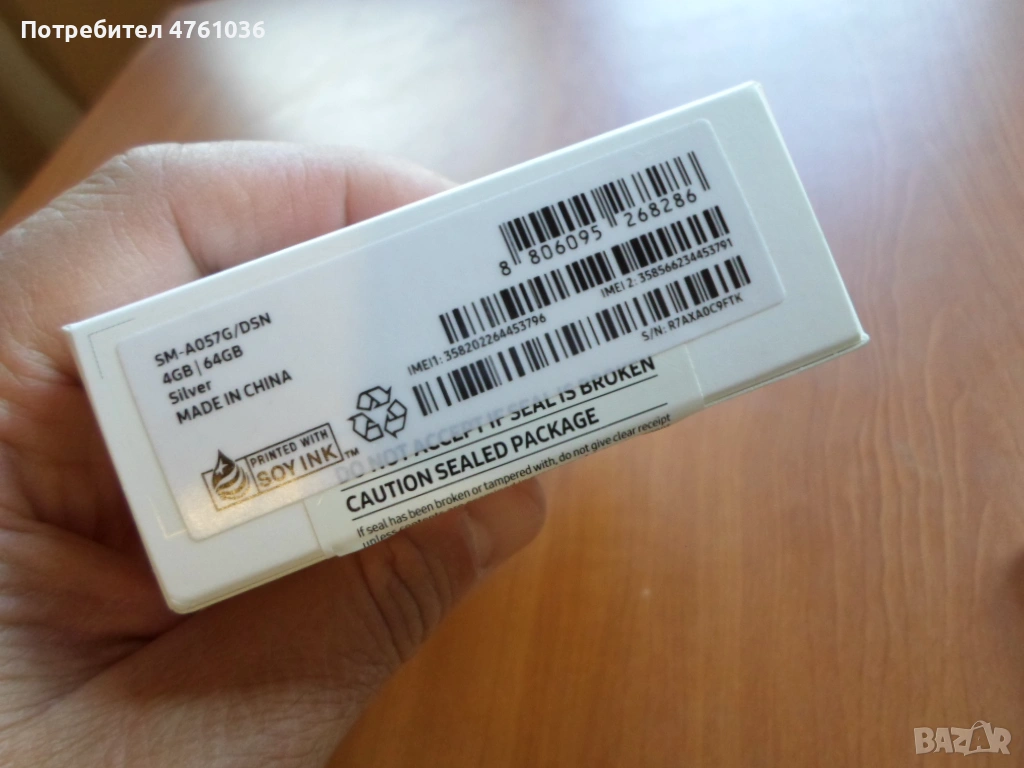 Потребител 4761036
8 806095 268286
IMEI 2: 358566234453791
IMEI1: 358202264453796
S/N: R7AXA0C9FTK
SM-A057G/DSN
4GB | 64GB
Silver
MADE IN CHINA
PRINTED WITH
SOY INK™
DO NOT ACCEPT IF SEAL IS BROKEN
CAUTION SEALED PACKAGE
If seal has been broken or tampered with, do not give clear receipt
unless
BAZAR